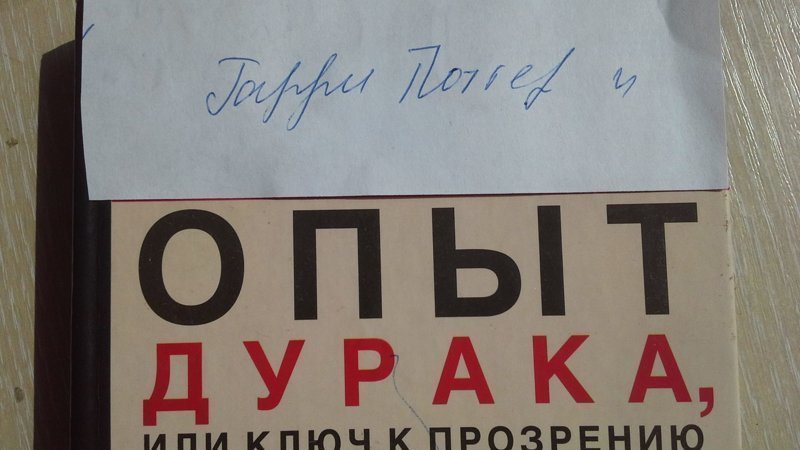 Гарри Поттер и
ОПЫТ
ДУРАКА,
ИЛИ КЛЮЧ К ПРОЗРЕНИЮ